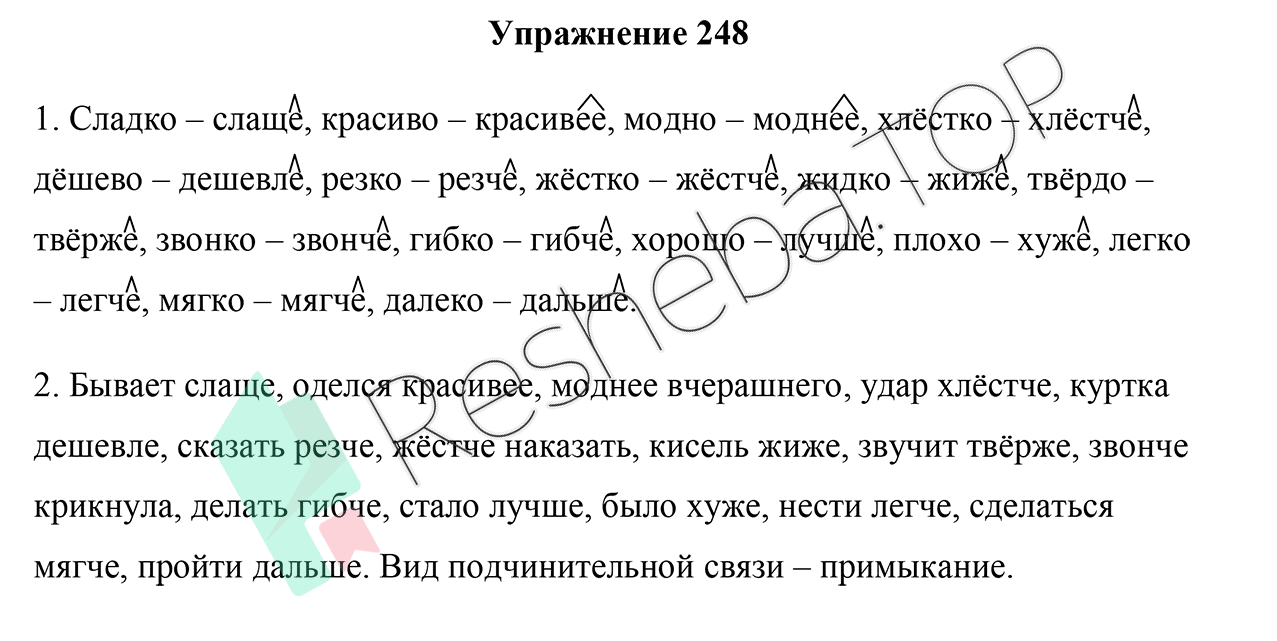 Упражнение 248
1. Сладко – слаще, красиво – красивее, модно – моднее, хлёстко – хлёстче,
дёшево – дешевле, резко – резче, жёстко – жёстче, жидко – жиже, твёрдо –
твёрже, звонко – звонче, гибко – гибче, хорошо – лучше; плохо – хуже, легко
– легче, мягко – мягче, далеко – дальше.
2. Бывает слаще, оделся красивее, моднее вчерашнего, удар хлёстче, куртка
дешевле, сказать резче, жёстче наказать, кисель жиже, звучит твёрже, звонче
крикнула, делать гибче, стало лучше, было хуже, нести легче, сделаться
мягче, пройти дальше. Вид подчинительной связи – примыкание.
Resheba.TOP